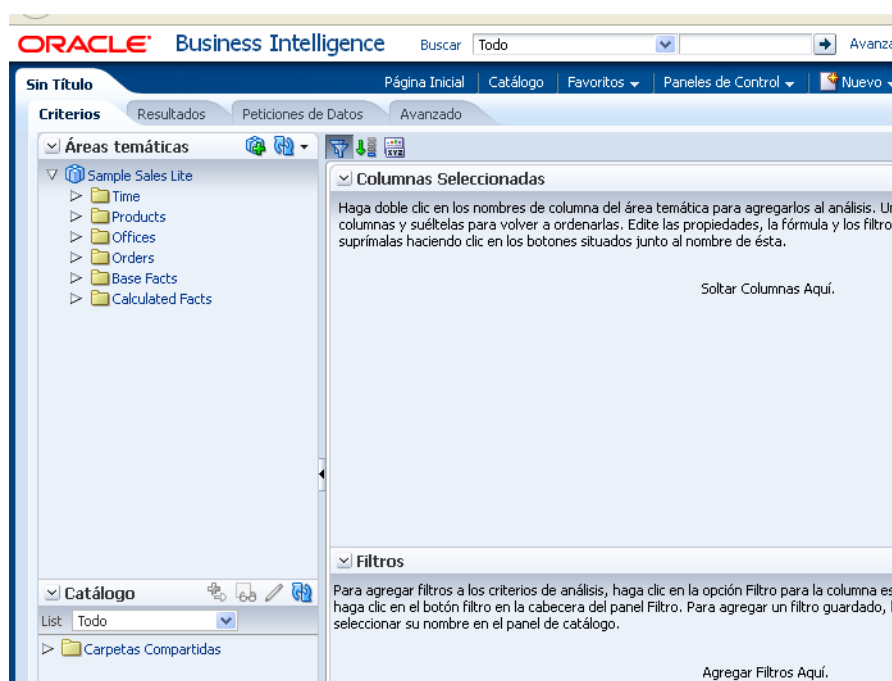 ORACLE Business Intelligence Buscar Todo
Sin Título Página Inicial Catálogo Favoritos Paneles de Control Nuevo
Criterios Resultados Peticiones de Datos Avanzado
Áreas temáticas
Sample Sales Lite
Time
Products
Offices
Orders
Base Facts
Calculated Facts
Columnas Seleccionadas
Haga doble clic en los nombres de columna del área temática para agregarlos al análisis.
columnas y suéltelas para volver a ordenarlas. Edite las propiedades, la fórmula y los
suprímalas haciendo clic en los botones situados junto al nombre de ésta.
Soltar Columnas Aquí.
Catálogo
List Todo
Carpetas Compartidas
Filtros
Para agregar filtros a los criterios de análisis, haga clic en la opción Filtro para la columna
haga clic en el botón filtro en la cabecera del panel Filtro. Para agregar un filtro guardado,
seleccionar su nombre en el panel de catálogo.
Agregar Filtros Aquí.